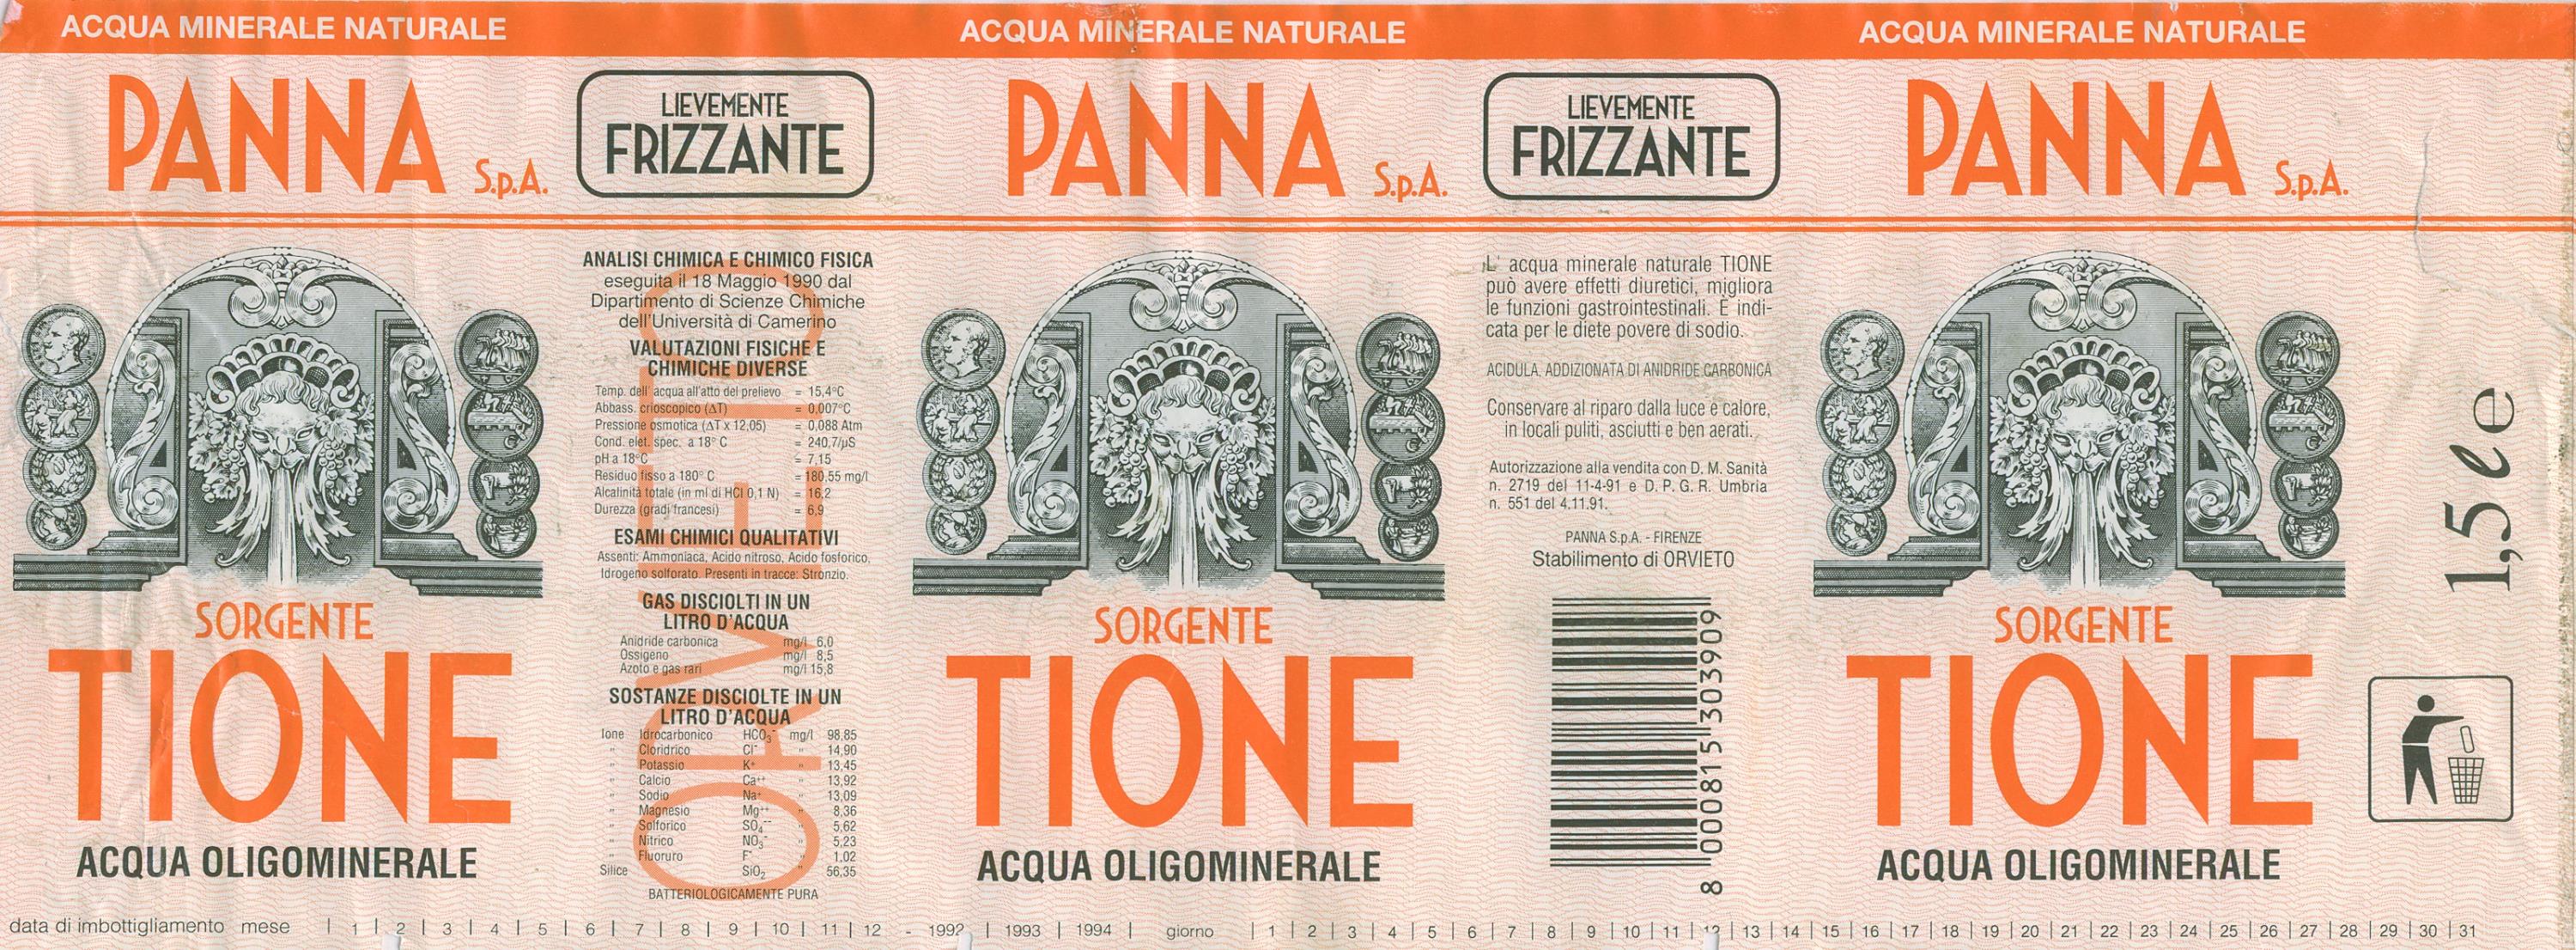 ACQUA MINERALE NATURALE
PANNA S.p.A.
SORGENTE
TIONE
ACQUA OLIGOMINERALE
LIEVEMENTE
FRIZZANTE
ORVIETO
ANALISI CHIMICA E CHIMICO FISICA
eseguita il 18 Maggio 1990 dal
Dipartimento di Scienze Chimiche
dell'Università di Camerino
VALUTAZIONI FISICHE E
CHIMICHE DIVERSE
Temp. dell' acqua all'atto del prelievo = 15,4°C
Abbass. crioscopico (ΔT) = 0,007°C
Pressione osmotica (ΔT x 12,05) = 0,088 Atm
Cond. elet. spec. a 18° C = 240,7/µS
pH a 18°C = 7,15
Residuo fisso a 180° C = 180,55 mg/l
Alcalinità totale (in ml di HCl 0,1 N) = 16,2
Durezza (gradi francesi) = 6,9
ESAMI CHIMICI QUALITATIVI
Assenti: Ammoniaca, Acido nitroso, Acido fosforico,
Idrogeno solforato. Presenti in tracce: Stronzio.
GAS DISCIOLTI IN UN
LITRO D'ACQUA
Anidride carbonica mg/l 6,0
Ossigeno mg/l 8,5
Azoto e gas rari mg/l 15,8
SOSTANZE DISCIOLTE IN UN
LITRO D'ACQUA
Ione Idrocarbonico HCO₃⁻ mg/l 98,85
" Cloridrico Cl⁻ " 14,90
" Potassio K⁺ " 13,45
" Calcio Ca⁺⁺ " 13,92
" Sodio Na⁺ " 13,09
" Magnesio Mg⁺⁺ " 8,36
" Solforico SO₄⁻⁻ " 5,62
" Nitrico NO₃⁻ " 5,23
" Fluoruro F⁻ " 1,02
Silice SiO₂ " 56,35
BATTERIOLOGICAMENTE PURA
ACQUA MINERALE NATURALE
PANNA S.p.A.
SORGENTE
TIONE
ACQUA OLIGOMINERALE
LIEVEMENTE
FRIZZANTE
L' acqua minerale naturale TIONE
può avere effetti diuretici, migliora
le funzioni gastrointestinali. È indi-
cata per le diete povere di sodio.
ACIDULA, ADDIZIONATA DI ANIDRIDE CARBONICA
Conservare al riparo dalla luce e calore,
in locali puliti, asciutti e ben aerati.
Autorizzazione alla vendita con D. M. Sanità
n. 2719 del 11-4-91 e D. P. G. R. Umbria
n. 551 del 4.11.91.
PANNA S.p.A. - FIRENZE
Stabilimento di ORVIETO
8 000815 303909
ACQUA MINERALE NATURALE
PANNA S.p.A.
SORGENTE
TIONE
ACQUA OLIGOMINERALE
1,5 ℓ e
data di imbottigliamento mese | 1 | 2 | 3 | 4 | 5 | 6 | 7 | 8 | 9 | 10 | 11 | 12 - 1992 | 1993 | 1994 | giorno | 1 | 2 | 3 | 4 | 5 | 6 | 7 | 8 | 9 | 10 | 11 | 12 | 13 | 14 | 15 | 16 | 17 | 18 | 19 | 20 | 21 | 22 | 23 | 24 | 25 | 26 | 27 | 28 | 29 | 30 | 31